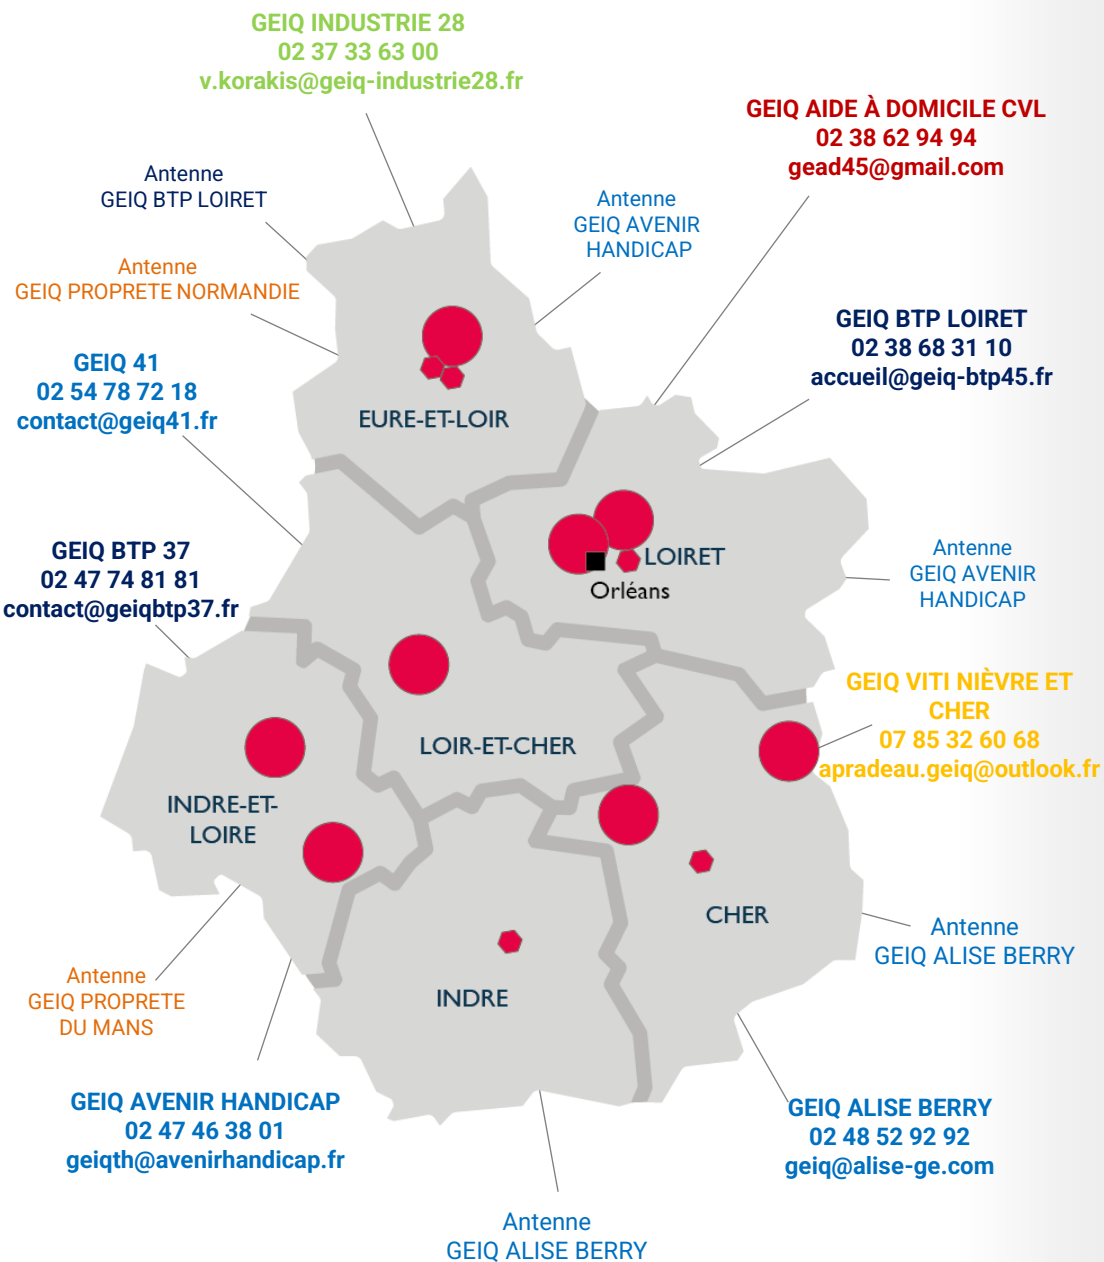 GEIQ INDUSTRIE 28
02 37 33 63 00
v.korakis@geiq-industrie28.fr
GEIQ AIDE À DOMICILE CVL
02 38 62 94 94
gead45@gmail.com
Antenne
GEIQ BTP LOIRET
Antenne
GEIQ AVENIR
HANDICAP
Antenne
GEIQ PROPRETE NORMANDIE
GEIQ BTP LOIRET
02 38 68 31 10
accueil@geiq-btp45.fr
GEIQ 41
02 54 78 72 18
contact@geiq41.fr
EURE-ET-LOIR
GEIQ BTP 37
02 47 74 81 81
contact@geiqbtp37.fr
LOIRET
Orléans
Antenne
GEIQ AVENIR
HANDICAP
GEIQ VITI NIÈVRE ET
CHER
07 85 32 60 68
apradeau.geiq@outlook.fr
LOIR-ET-CHER
INDRE-ET-
LOIRE
CHER
Antenne
GEIQ ALISE BERRY
Antenne
GEIQ PROPRETE
DU MANS
INDRE
GEIQ AVENIR HANDICAP
02 47 46 38 01
geiqth@avenirhandicap.fr
GEIQ ALISE BERRY
02 48 52 92 92
geiq@alise-ge.com
Antenne
GEIQ ALISE BERRY